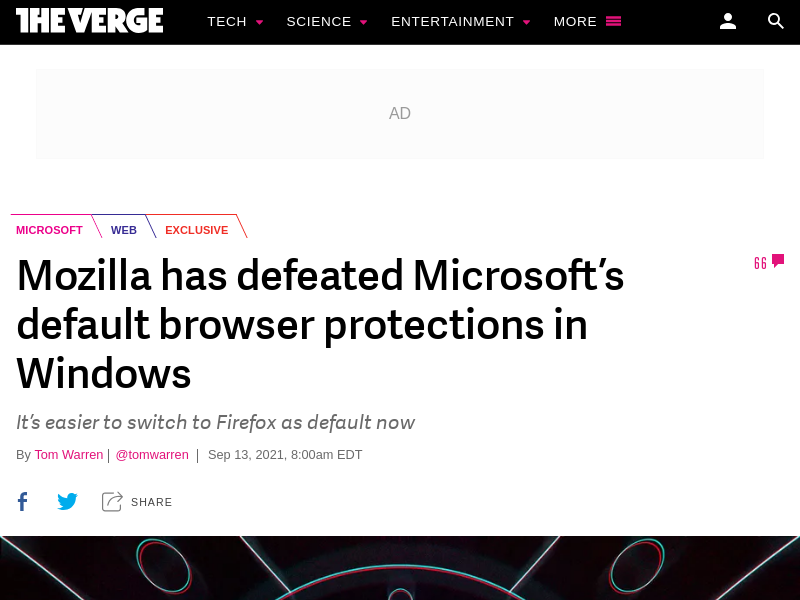 THE VERGE TECH SCIENCE ENTERTAINMENT MORE
AD
MICROSOFT WEB EXCLUSIVE
Mozilla has defeated Microsoft’s
default browser protections in
Windows
66
It’s easier to switch to Firefox as default now
By Tom Warren | @tomwarren | Sep 13, 2021, 8:00am EDT
SHARE